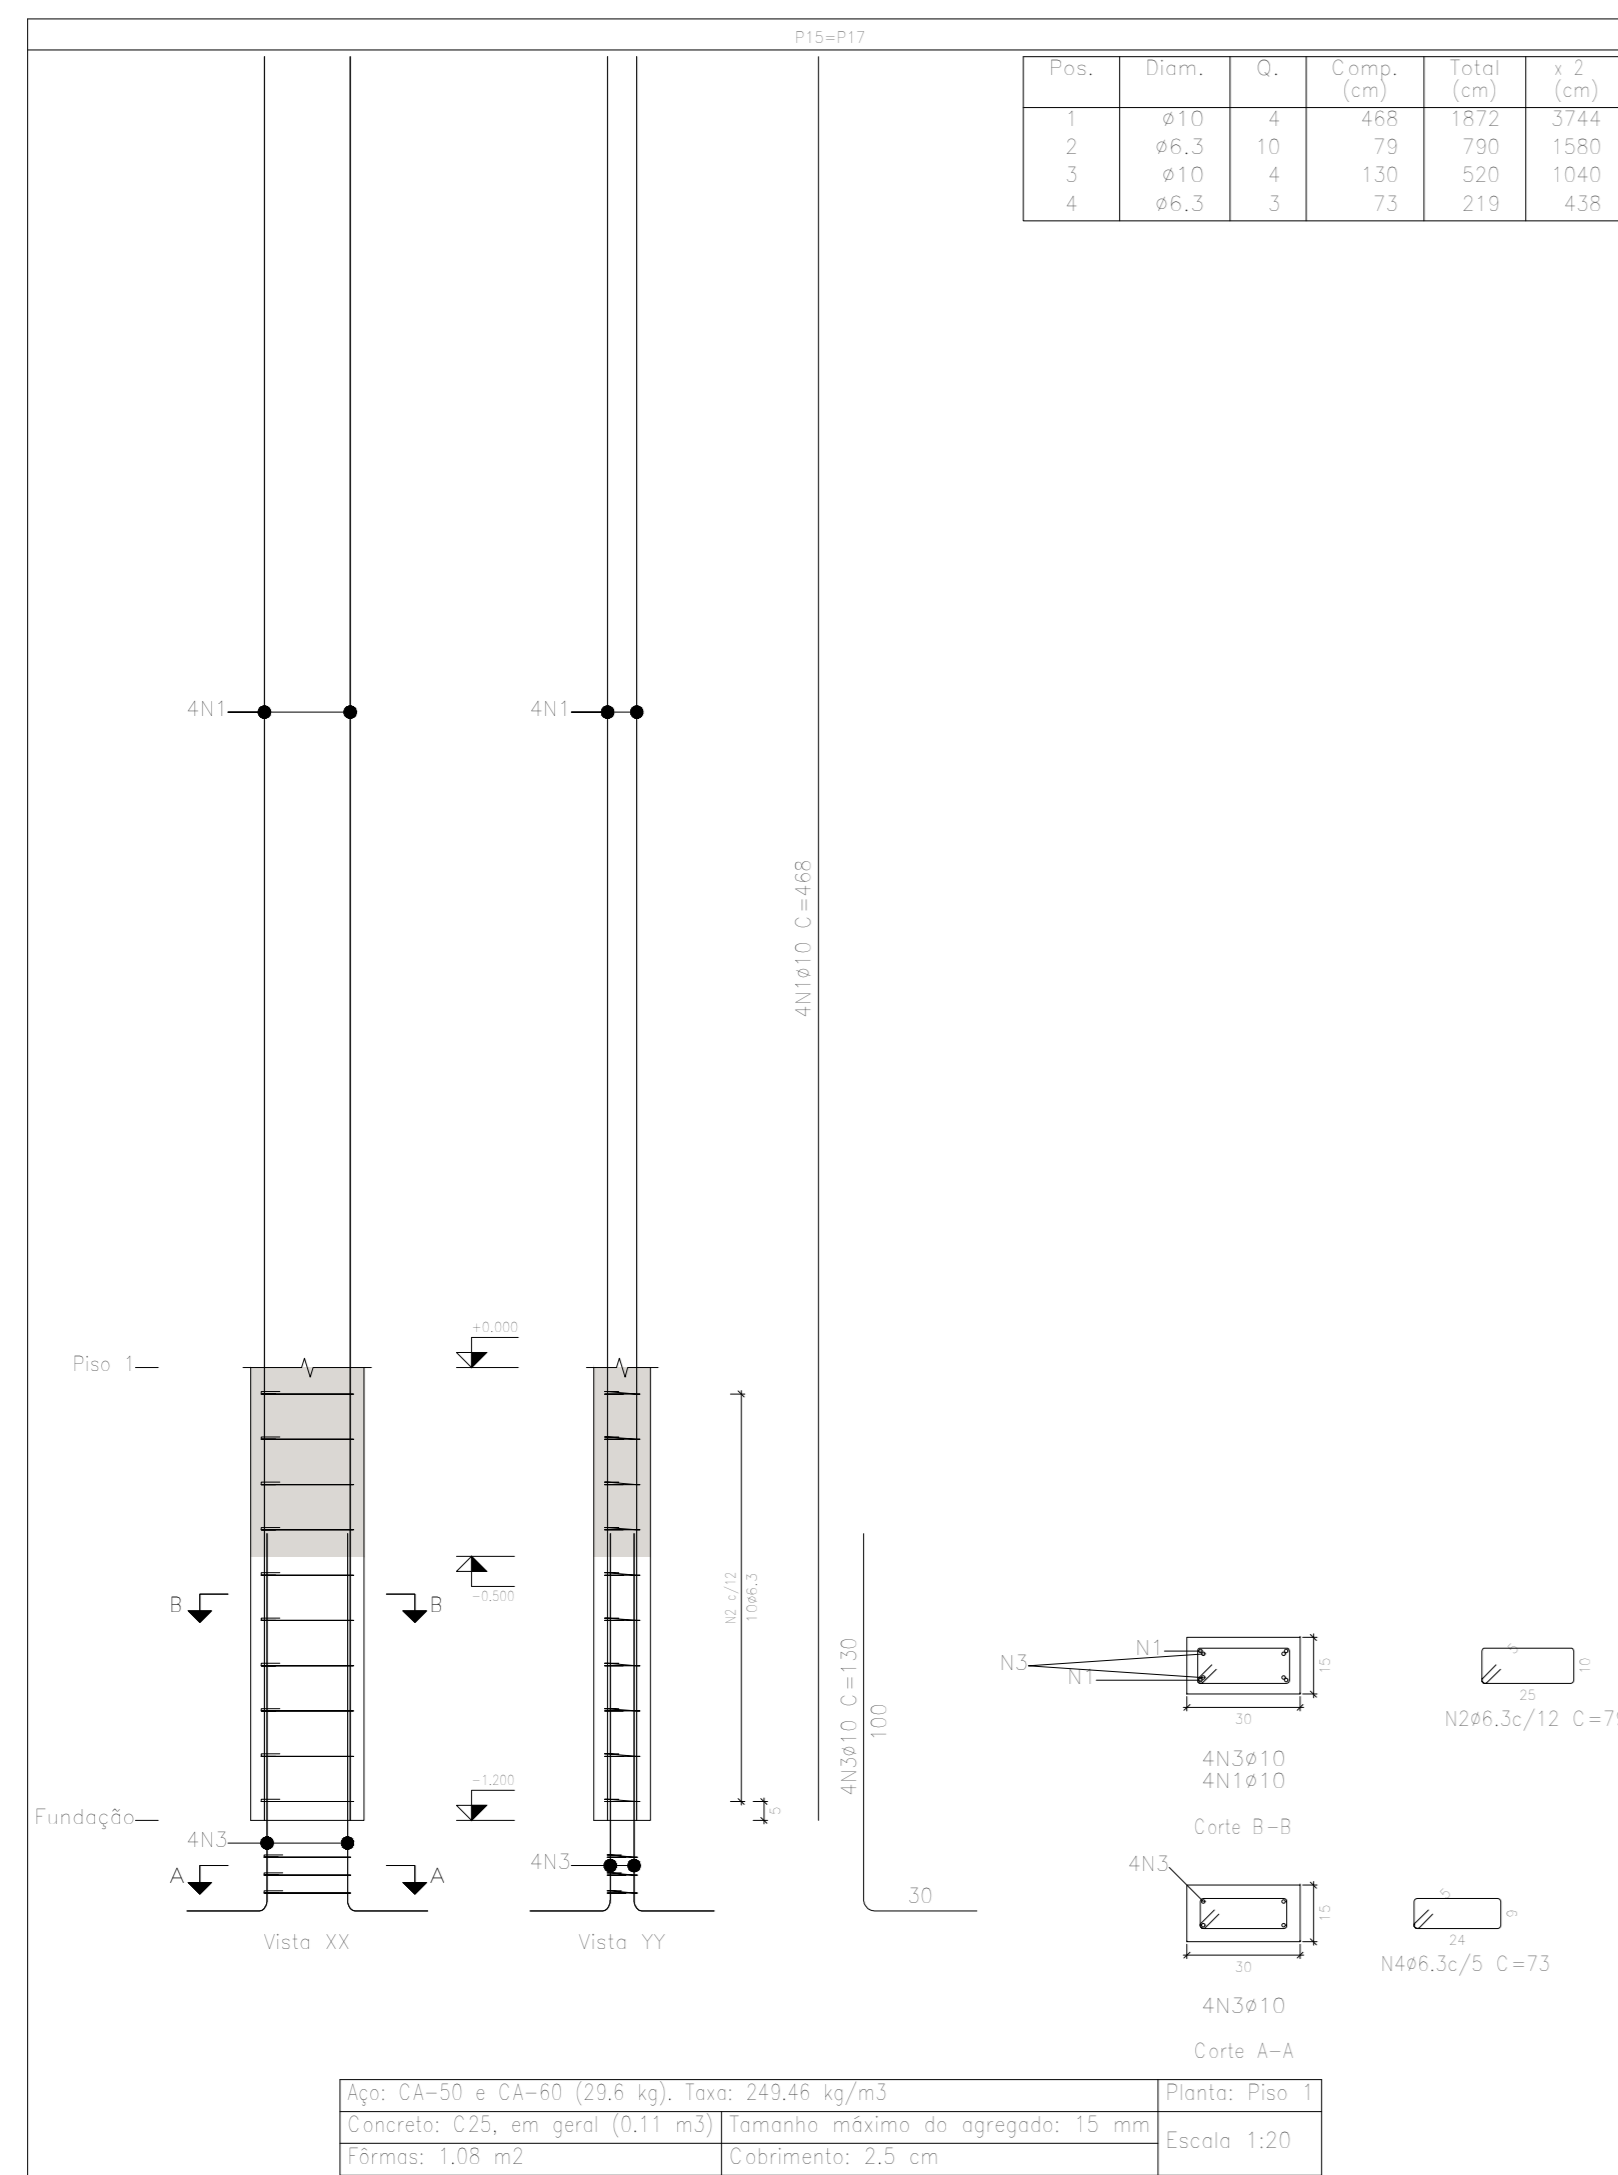 P15=P17
Pos. Diam. Q. Comp. (cm) Total (cm) x 2 (cm)
1 ø10 4 468 1872 3744
2 ø6.3 10 79 790 1580
3 ø10 4 130 520 1040
4 ø6.3 3 73 219 438
4N1
4N1
4N1ø10 C=468
+0.000
Piso 1
-0.500
B B
N2 c/12
10ø6.3
4N3ø10 C=130
100
N1
N3
N1
15
30
4N3ø10
4N1ø10
Corte B-B
5
10
25
N2ø6.3c/12 C=79
-1.200
Fundação
5
4N3
4N3
A A
30
Vista XX
Vista YY
4N3
15
30
4N3ø10
Corte A-A
5
9
24
N4ø6.3c/5 C=73
Aço: CA-50 e CA-60 (29.6 kg). Taxa: 249.46 kg/m3
Planta: Piso 1
Concreto: C25, em geral (0.11 m3)
Tamanho máximo do agregado: 15 mm
Escala 1:20
Fôrmas: 1.08 m2
Cobrimento: 2.5 cm